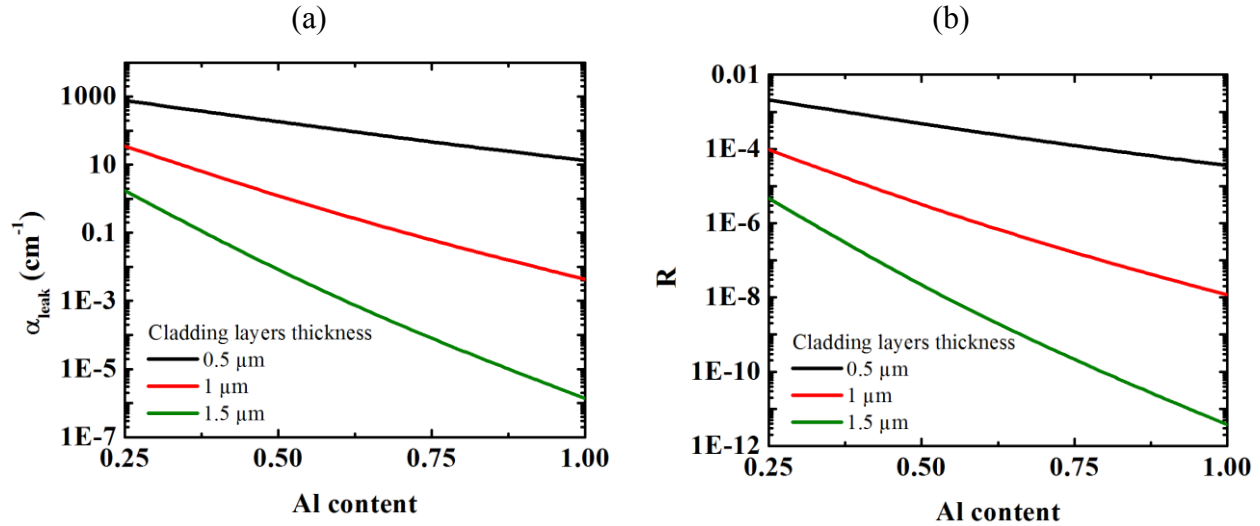 (a)
(b)
1000
10
0.1
1E-3
1E-5
1E-7
α_leak (cm⁻¹)
Cladding layers thickness
0.5 µm
1 µm
1.5 µm
0.25 0.50 0.75 1.00
Al content
0.01
1E-4
1E-6
1E-8
1E-10
1E-12
R
Cladding layers thickness
0.5 µm
1 µm
1.5 µm
0.25 0.50 0.75 1.00
Al content